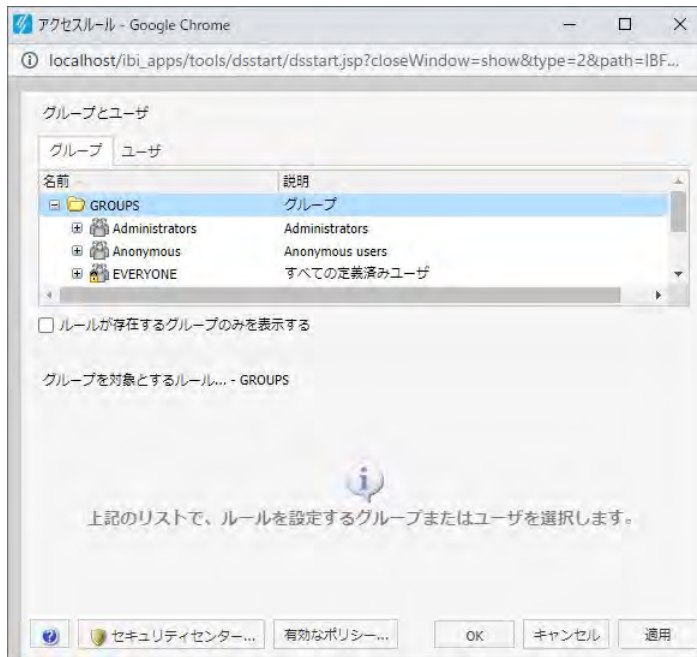 アクセスルール - Google Chrome
localhost/ibi_apps/tools/dsstart/dsstart.jsp?closeWindow=show&type=2&path=IBF...
グループとユーザ
グループ ユーザ
名前 説明
GROUPS グループ
Administrators Administrators
Anonymous Anonymous users
EVERYONE すべての定義済みユーザ
ルールが存在するグループのみを表示する
グループを対象とするルール... - GROUPS
上記のリストで、ルールを設定するグループまたはユーザを選択します。
セキュリティセンター... 有効なポリシー... OK キャンセル 適用